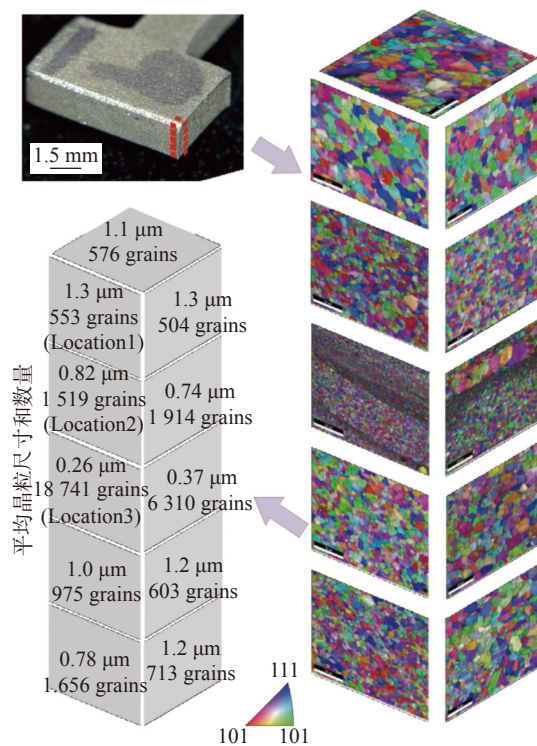 1.5 mm
1.1 μm
576 grains
1.3 μm
553 grains
(Location1)
1.3 μm
504 grains
0.82 μm
1 519 grains
(Location2)
0.74 μm
1 914 grains
0.26 μm
18 741 grains
(Location3)
0.37 μm
6 310 grains
1.0 μm
975 grains
1.2 μm
603 grains
0.78 μm
1.656 grains
1.2 μm
713 grains
平均晶粒尺寸和数量
111
101
101